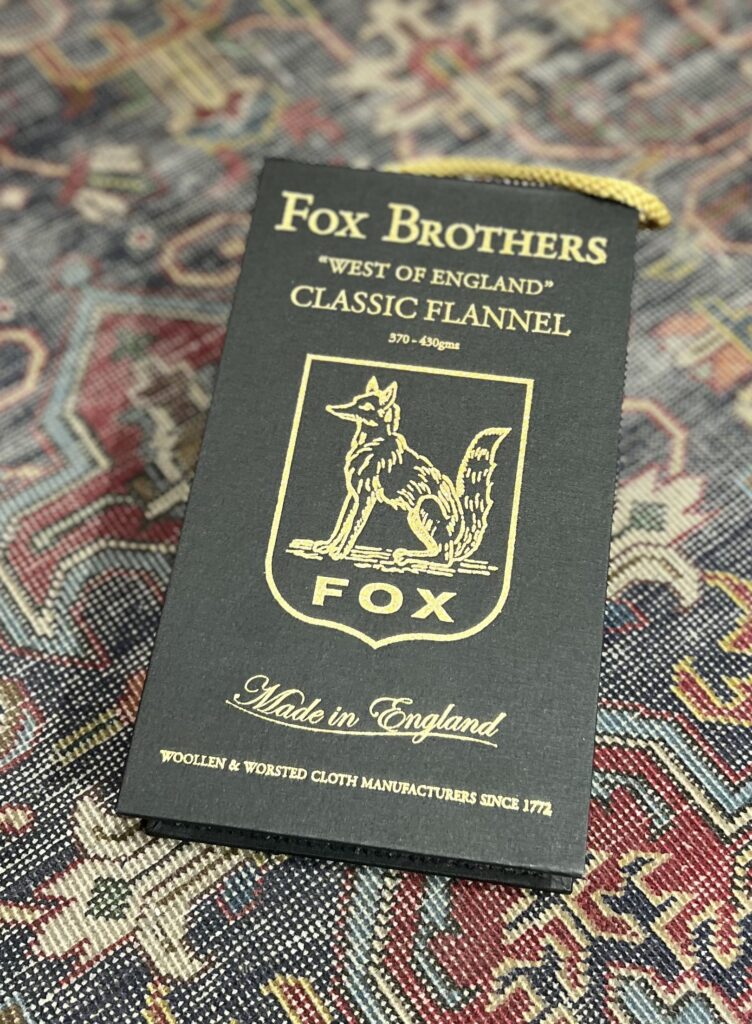 FOX BROTHERS
“WEST OF ENGLAND”
CLASSIC FLANNEL
370 - 430gms
FOX
Made in England
WOOLLEN & WORSTED CLOTH MANUFACTURERS SINCE 1772